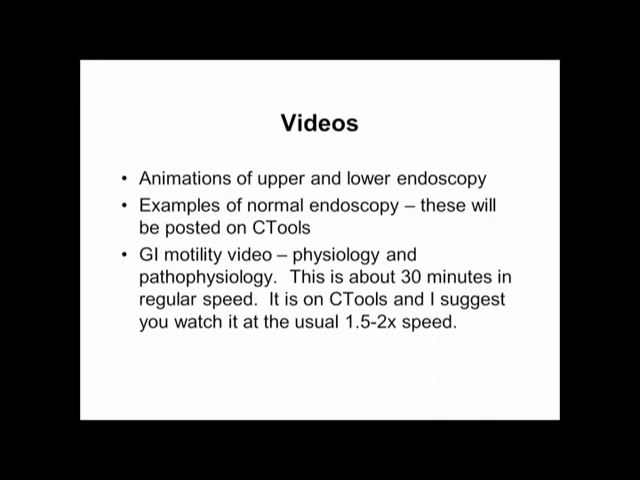 Videos
• Animations of upper and lower endoscopy
• Examples of normal endoscopy – these will
be posted on CTools
• GI motility video – physiology and
pathophysiology. This is about 30 minutes in
regular speed. It is on CTools and I suggest
you watch it at the usual 1.5-2x speed.